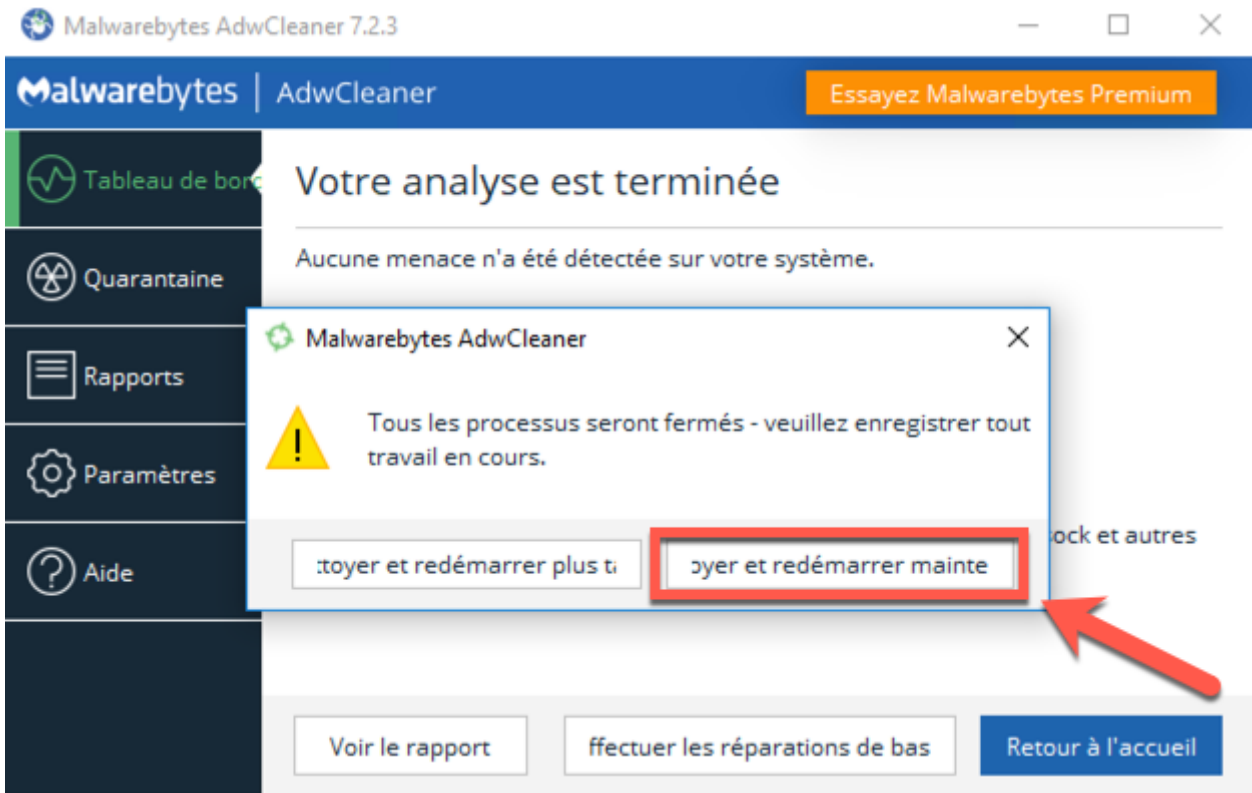 Malwarebytes AdwCleaner 7.2.3
Malwarebytes | AdwCleaner
Essayez Malwarebytes Premium
Tableau de bord
Votre analyse est terminée
Aucune menace n'a été détectée sur votre système.
Quarantaine
Malwarebytes AdwCleaner
Rapports
Tous les processus seront fermés - veuillez enregistrer tout
travail en cours.
Paramètres
ock et autres
Aide
toyer et redémarrer plus ta
oyer et redémarrer mainte
Voir le rapport
ffectuer les réparations de bas
Retour à l'accueil